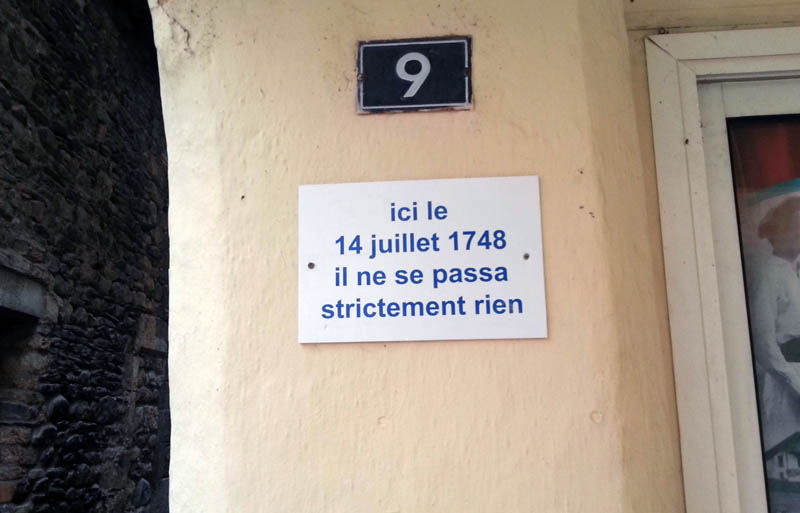 9
ici le
14 juillet 1748
il ne se passa
strictement rien